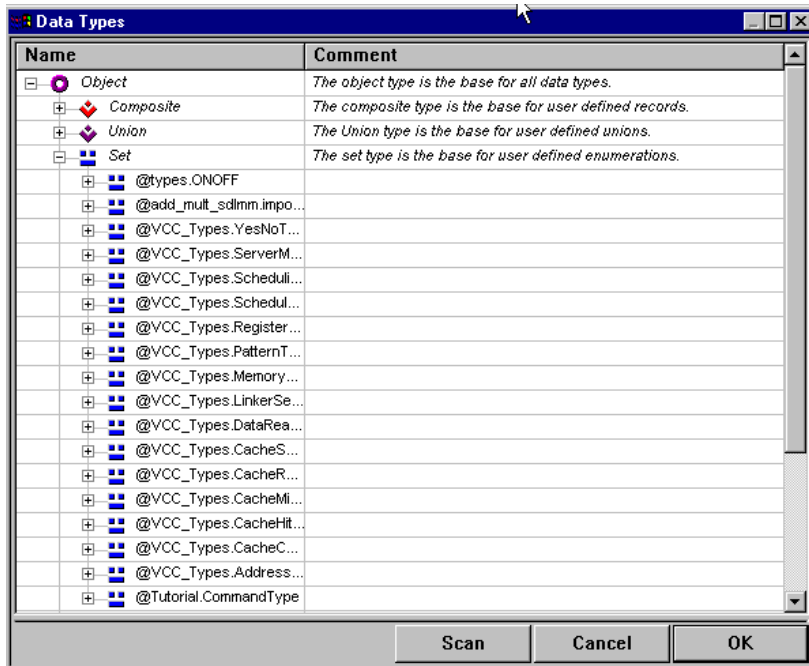 Data Types
Name Comment
Object The object type is the base for all data types.
Composite The composite type is the base for user defined records.
Union The Union type is the base for user defined unions.
Set The set type is the base for user defined enumerations.
@types.ONOFF
@add_mult_sdlmm.impo...
@VCC_Types.YesNoT...
@VCC_Types.ServerM...
@VCC_Types.Scheduli...
@VCC_Types.Schedul...
@VCC_Types.Register...
@VCC_Types.PatternT...
@VCC_Types.Memory...
@VCC_Types.LinkerSe...
@VCC_Types.DataRea...
@VCC_Types.CacheS...
@VCC_Types.CacheR...
@VCC_Types.CacheMi...
@VCC_Types.CacheHit...
@VCC_Types.CacheC...
@VCC_Types.Address...
@Tutorial.CommandType
Scan Cancel OK